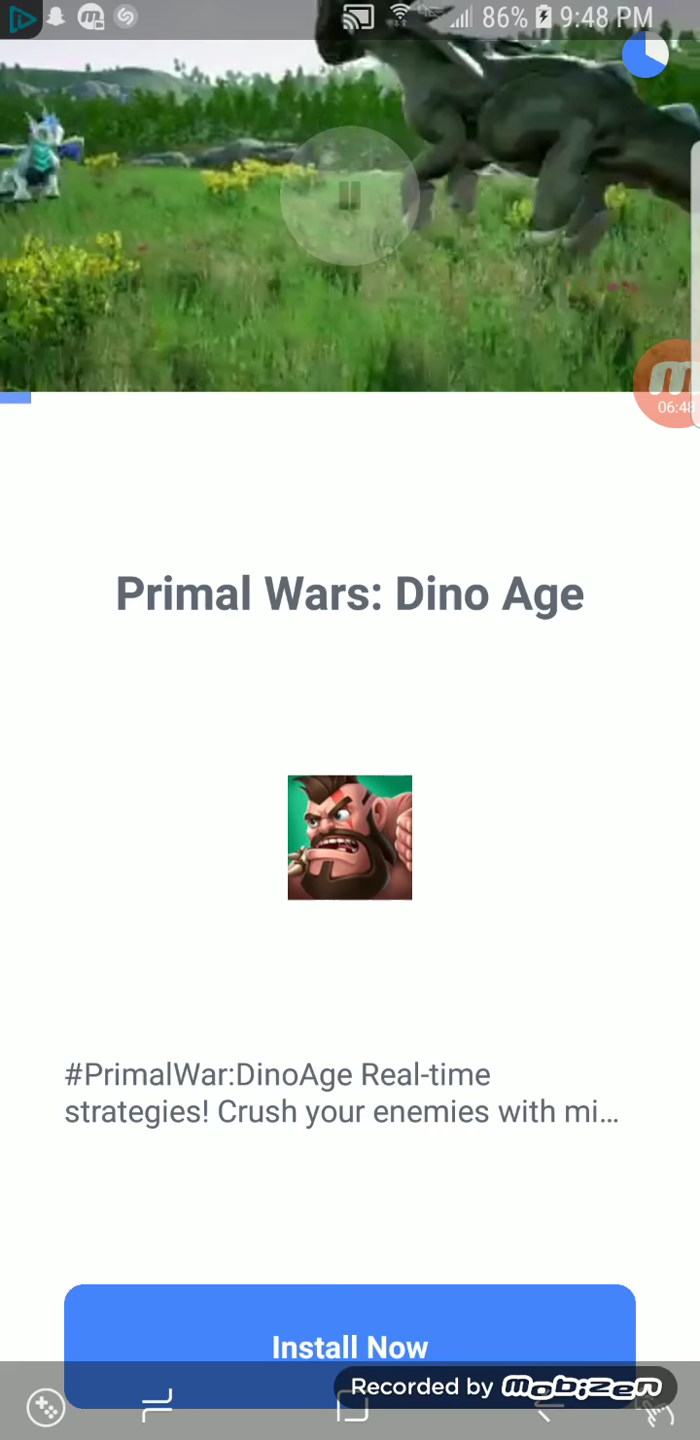 86% 9:48 PM
06:48
Primal Wars: Dino Age
#PrimalWar:DinoAge Real-time
strategies! Crush your enemies with mi...
Install Now
Recorded by mobizen